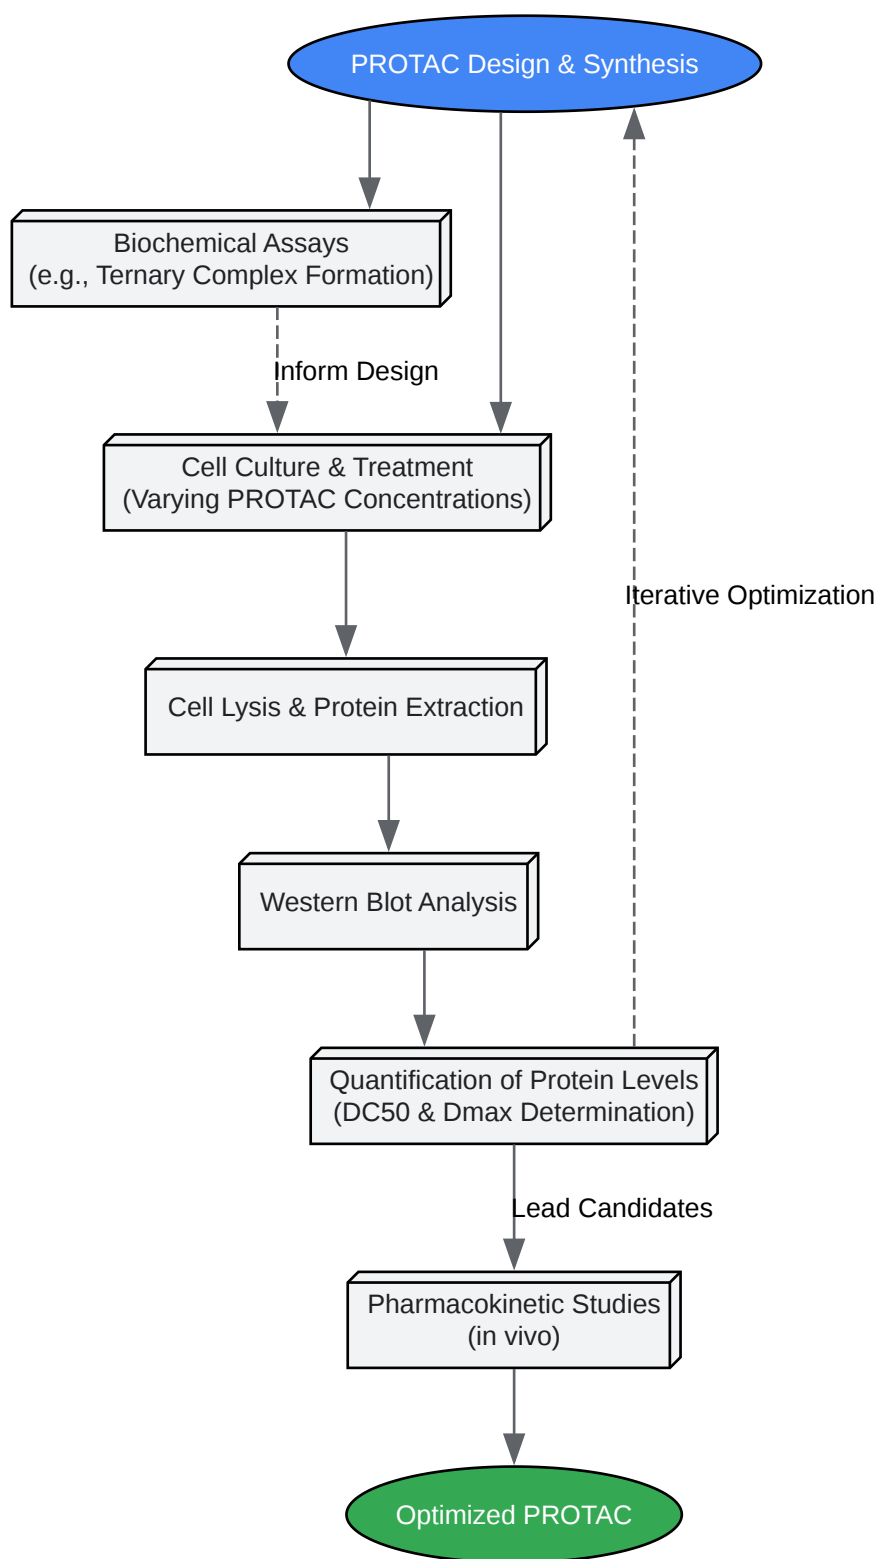 PROTAC Design & Synthesis
Biochemical Assays
(e.g., Ternary Complex Formation)
Inform Design
Cell Culture & Treatment
(Varying PROTAC Concentrations)
Iterative Optimization
Cell Lysis & Protein Extraction
Western Blot Analysis
Quantification of Protein Levels
(DC50 & Dmax Determination)
Lead Candidates
Pharmacokinetic Studies
(in vivo)
Optimized PROTAC